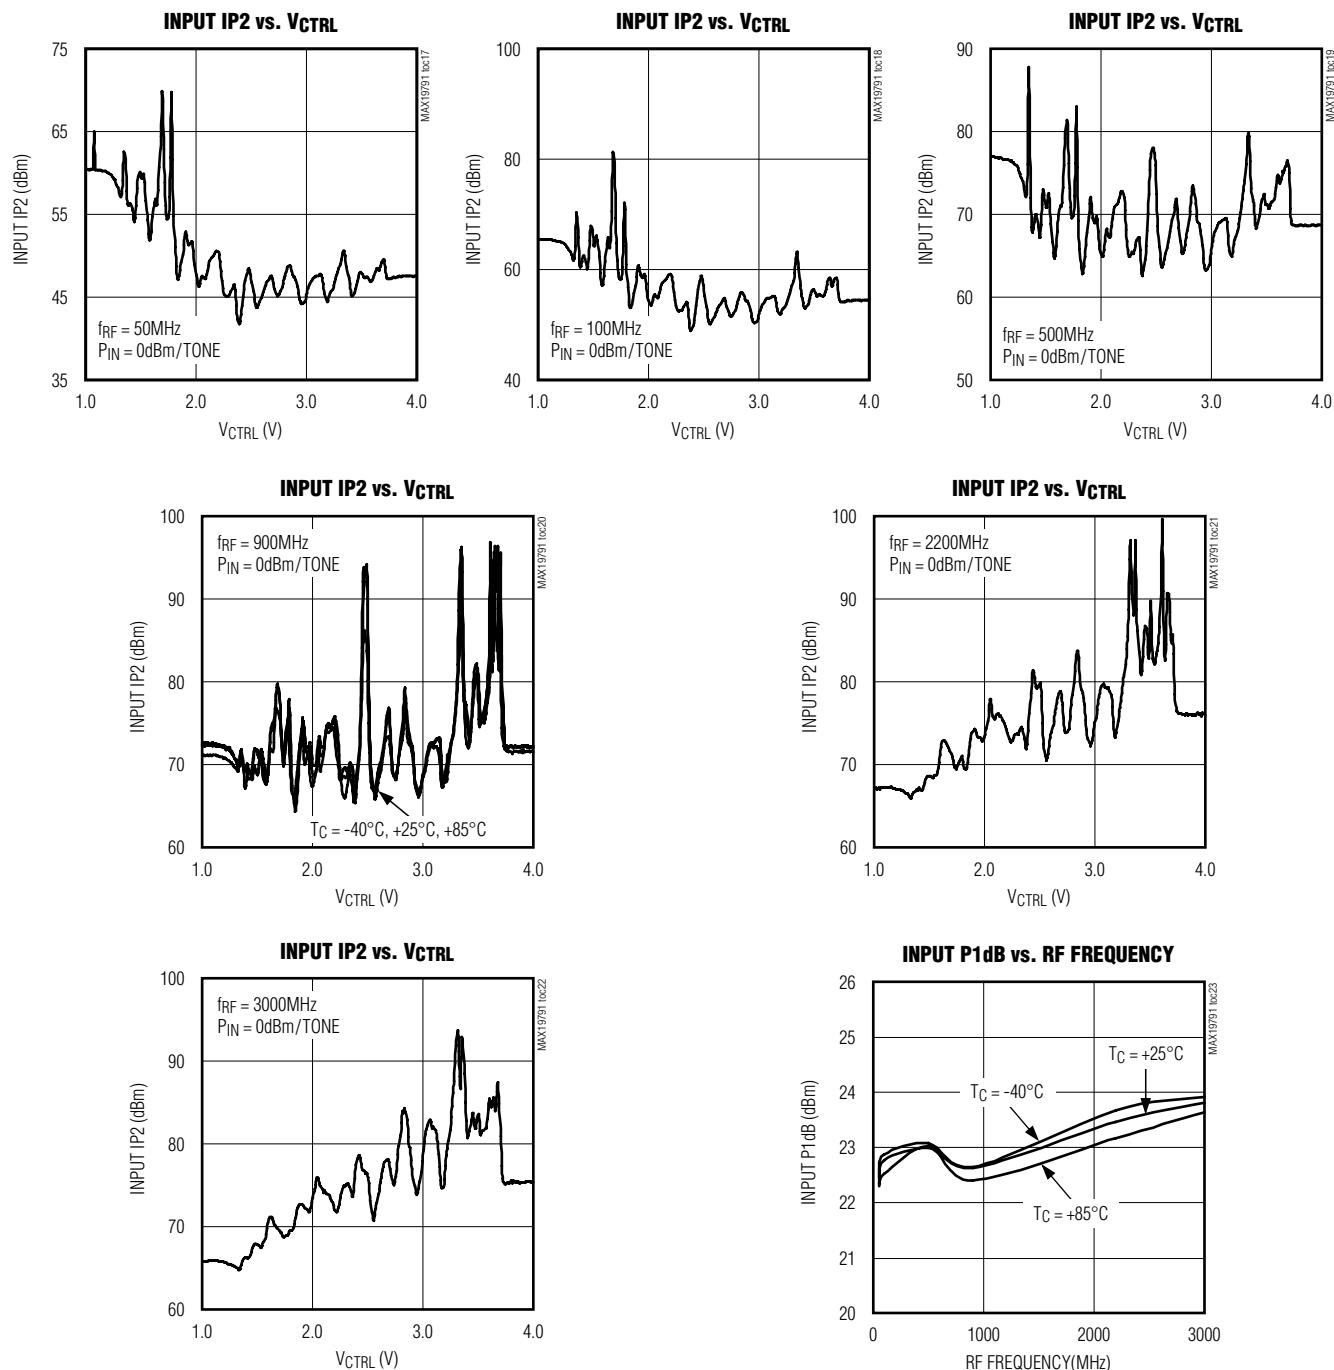 INPUT IP2 vs. VCTRL
75
65
55
45
35
INPUT IP2 (dBm)
fRF = 50MHz
PIN = 0dBm/TONE
1.0 2.0 3.0 4.0
VCTRL (V)
MAX19791 toc17
INPUT IP2 vs. VCTRL
100
80
60
40
INPUT IP2 (dBm)
fRF = 100MHz
PIN = 0dBm/TONE
1.0 2.0 3.0 4.0
VCTRL (V)
MAX19791 toc18
INPUT IP2 vs. VCTRL
90
80
70
60
50
INPUT IP2 (dBm)
fRF = 500MHz
PIN = 0dBm/TONE
1.0 2.0 3.0 4.0
VCTRL (V)
MAX19791 toc19
INPUT IP2 vs. VCTRL
100
90
80
70
60
INPUT IP2 (dBm)
fRF = 900MHz
PIN = 0dBm/TONE
TC = -40°C, +25°C, +85°C
1.0 2.0 3.0 4.0
VCTRL (V)
MAX19791 toc20
INPUT IP2 vs. VCTRL
100
90
80
70
60
INPUT IP2 (dBm)
fRF = 2200MHz
PIN = 0dBm/TONE
1.0 2.0 3.0 4.0
VCTRL (V)
MAX19791 toc21
INPUT IP2 vs. VCTRL
100
90
80
70
60
INPUT IP2 (dBm)
fRF = 3000MHz
PIN = 0dBm/TONE
1.0 2.0 3.0 4.0
VCTRL (V)
MAX19791 toc22
INPUT P1dB vs. RF FREQUENCY
26
25
24
23
22
21
20
INPUT P1dB (dBm)
TC = +25°C
TC = -40°C
TC = +85°C
0 1000 2000 3000
RF FREQUENCY(MHz)
MAX19791 toc23